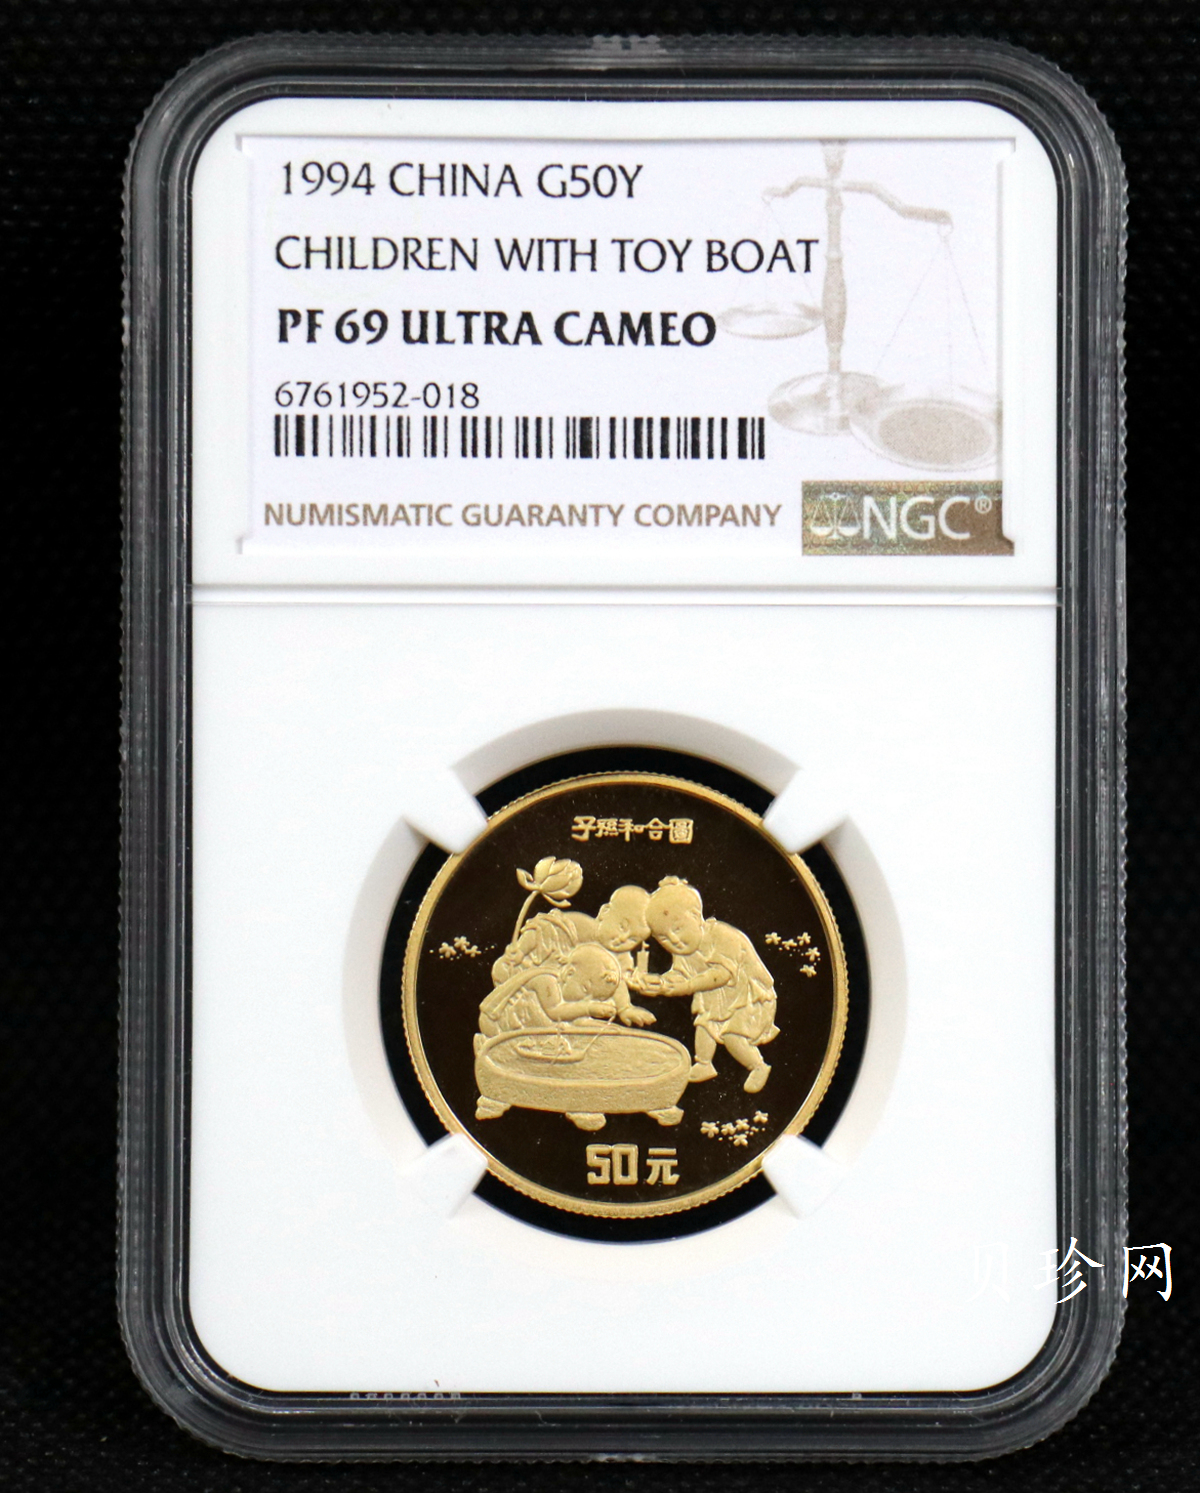 1994 CHINA G50Y
CHILDREN WITH TOY BOAT
PF 69 ULTRA CAMEO
6761952-018
NUMISMATIC GUARANTY COMPANY
NGC®
子孫和合圖
50元
贝珍网